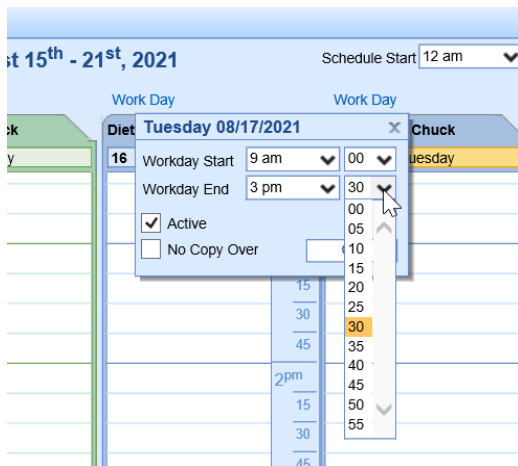 st 15th - 21st, 2021
Schedule Start 12 am
Work Day Work Day
ck Diet Tuesday 08/17/2021 x Chuck
y 16 Workday Start 9 am 00 uesday
Workday End 3 pm 30
00
Active 05
No Copy Over 10
15
15 20
25
30 30
35
45 40
2pm 45
15 50
30 55
45